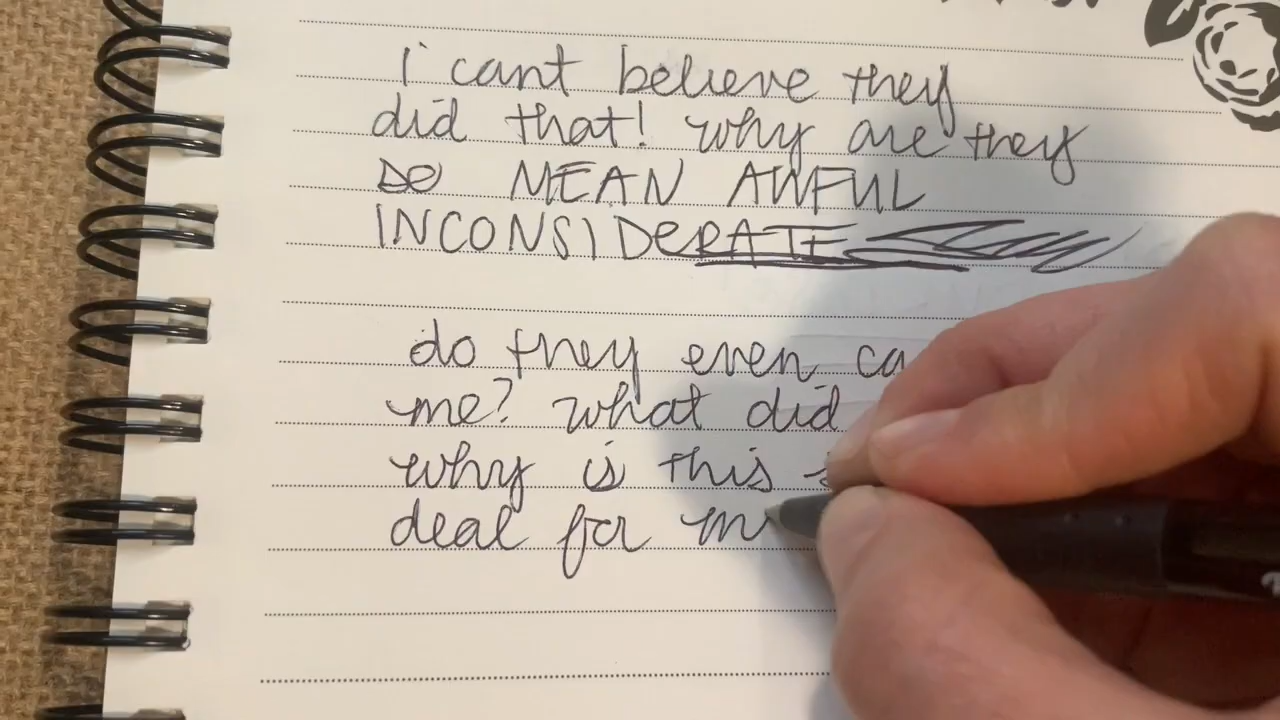 i cant believe they
did that! why are they
SO MEAN AWFUL
INCONSIDeRATE
do they even
me? what did
why is this
deal for